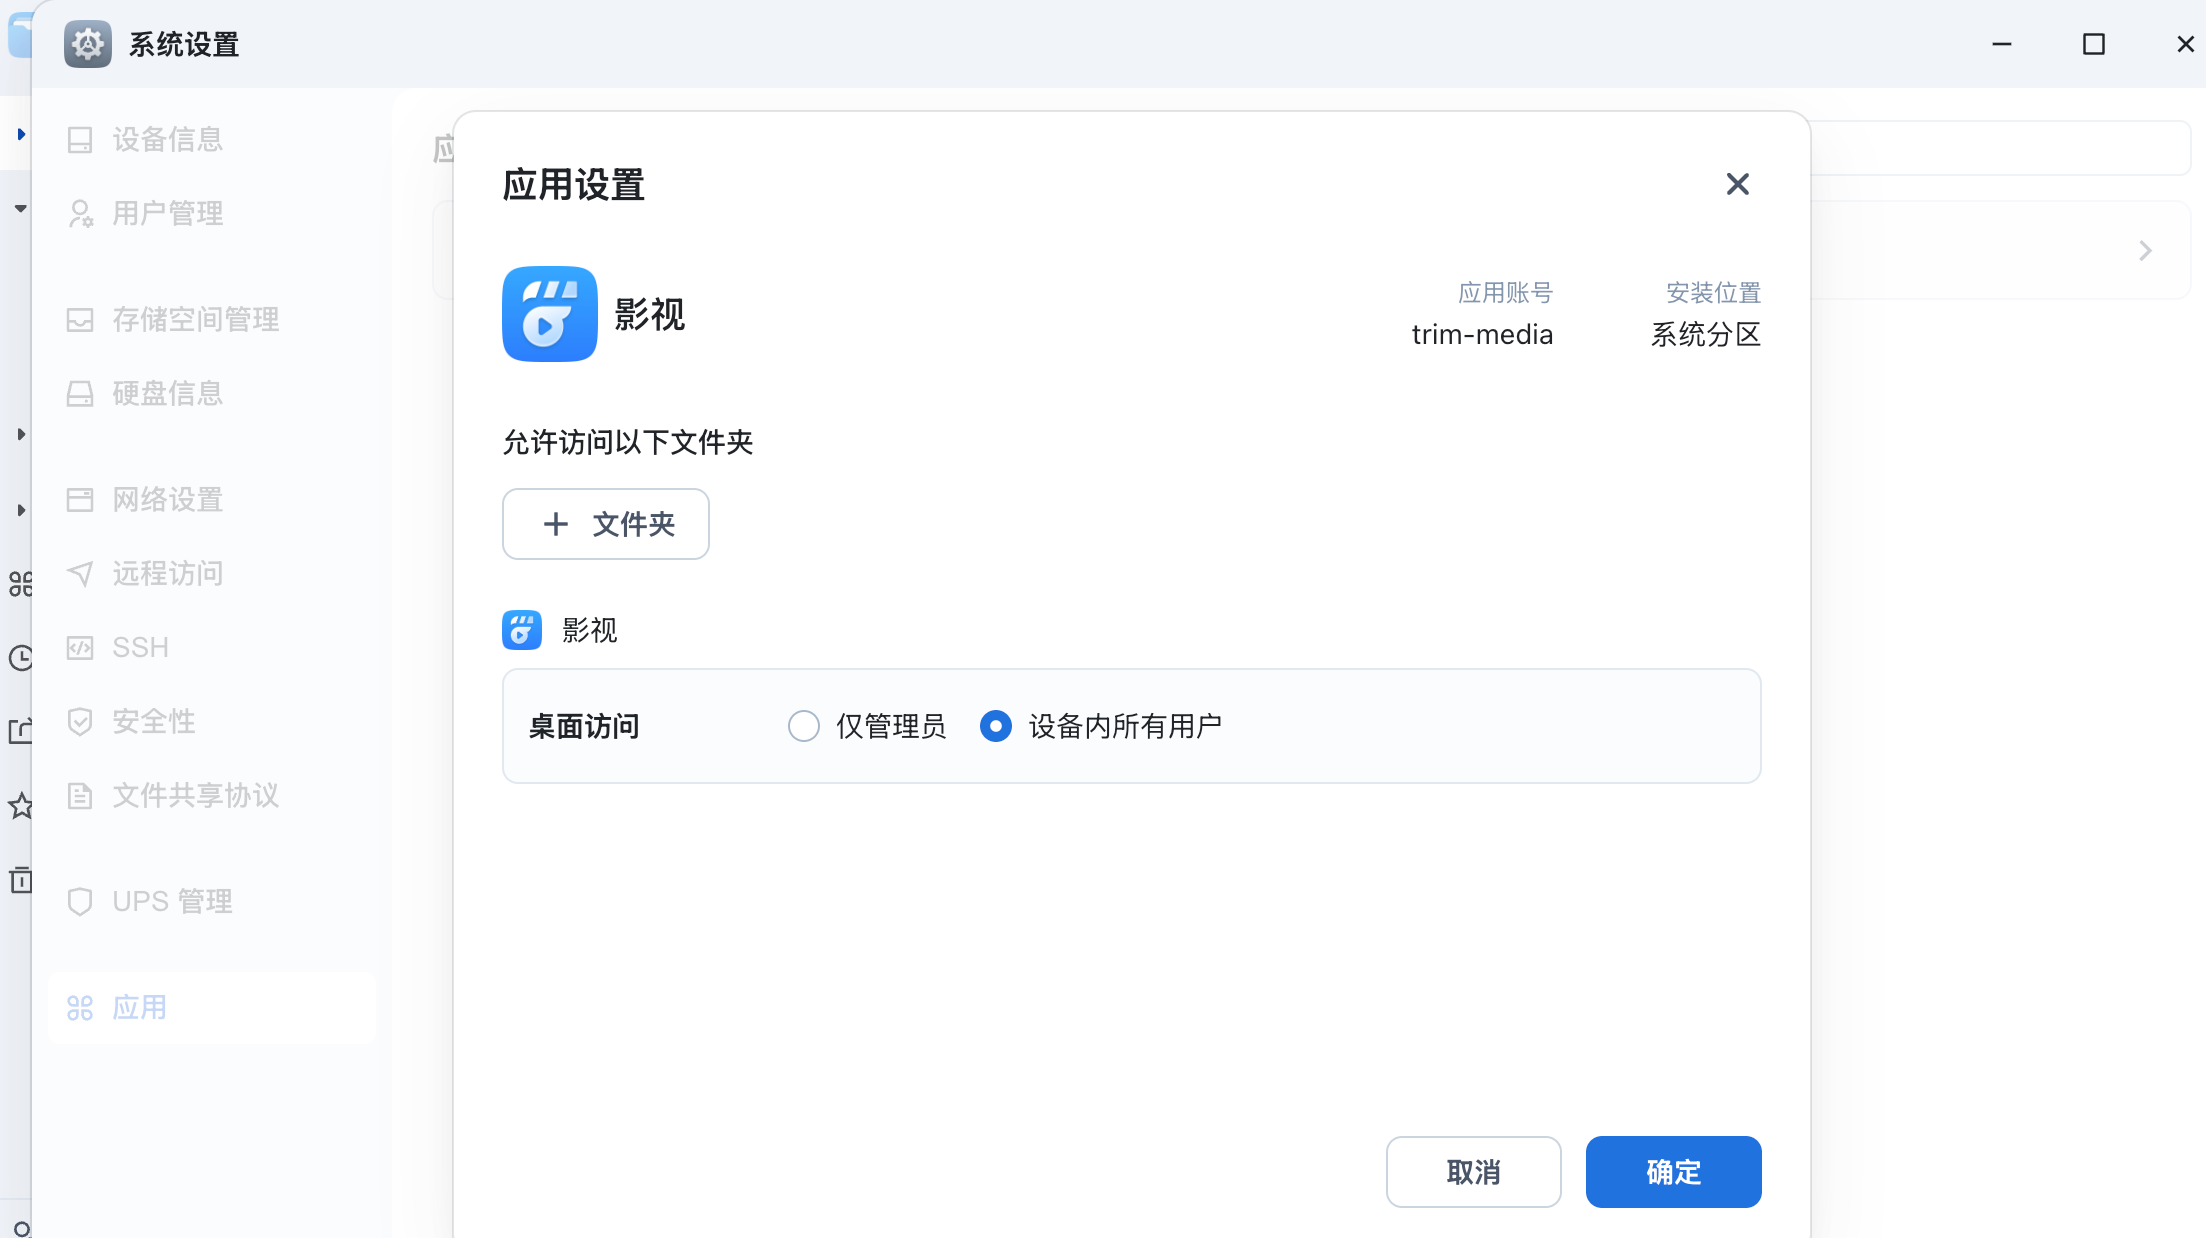 系统设置
设备信息
用户管理
存储空间管理
硬盘信息
网络设置
远程访问
SSH
安全性
文件共享协议
UPS 管理
应用
应
应用设置
影视
应用账号
trim-media
安装位置
系统分区
允许访问以下文件夹
文件夹
影视
桌面访问
仅管理员
设备内所有用户
取消
确定